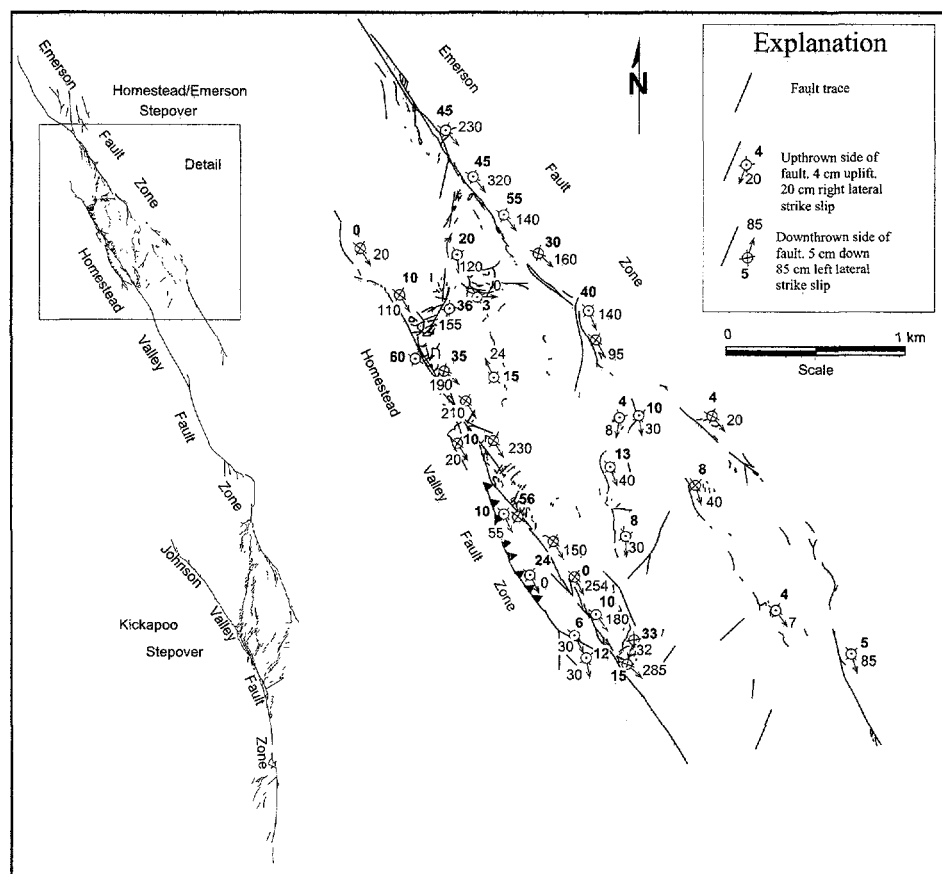 Emerson
Fault
Zone
Homestead/Emerson
Stepover
Detail
Homestead
Valley
Fault
Zone
Johnson
Valley
Fault
Zone
Kickapoo
Stepover
Emerson
Fault
Zone
Homestead
Valley
Fault
Zone
N
45
230
45
320
55
140
30
160
0
20
20
120
10
110
36
155
3
0
40
140
95
60
35
190
24
15
210
10
20
230
4
8
10
30
4
20
13
40
8
40
10
55
56
8
30
150
24
0
0
254
10
180
6
30
12
30
33
32
15
285
4
7
5
85
Explanation
Fault trace
4
20
Upthrown side of
fault. 4 cm uplift.
20 cm right lateral
strike slip
85
5
Downthrown side of
fault. 5 cm down
85 cm left lateral
strike slip
0 1 km
Scale